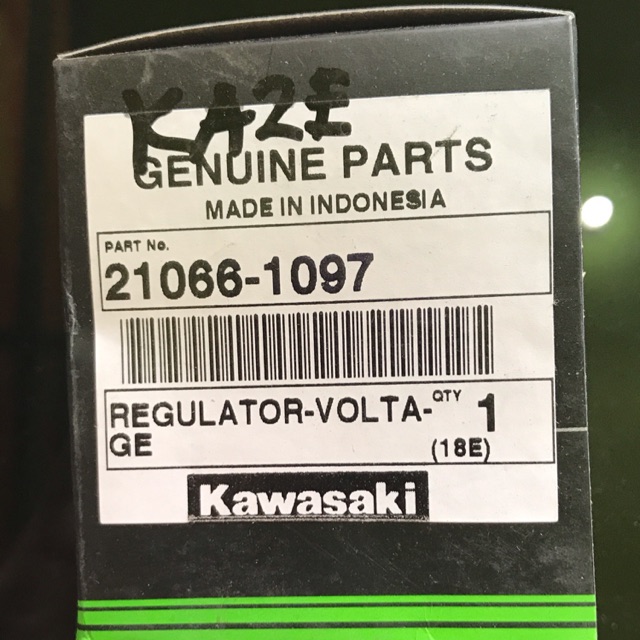 KAZE
GENUINE PARTS
MADE IN INDONESIA
PART No.
21066-1097
REGULATOR-VOLTA-
GE
QTY 1
(18E)
Kawasaki